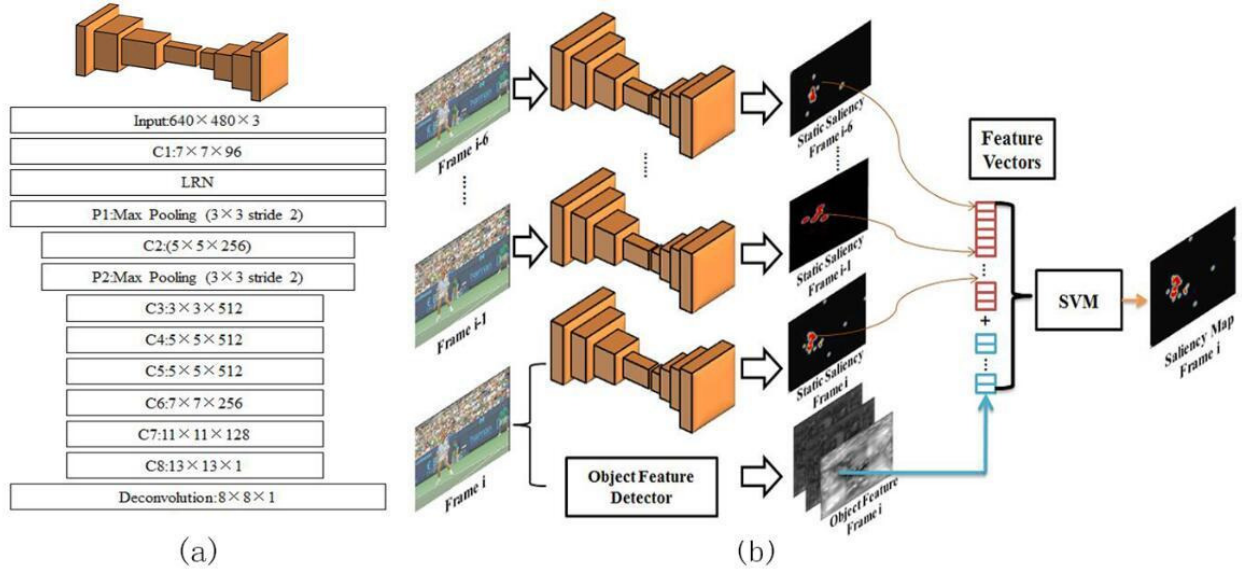 Input:640×480×3
C1:7×7×96
LRN
P1:Max Pooling (3×3 stride 2)
C2:(5×5×256)
P2:Max Pooling (3×3 stride 2)
C3:3×3×512
C4:5×5×512
C5:5×5×512
C6:7×7×256
C7:11×11×128
C8:13×13×1
Deconvolution:8×8×1
(a)
Frame i-6
Static Saliency
Frame i-6
Frame i-1
Static Saliency
Frame i-1
Frame i
Static Saliency
Frame i
Object Feature
Detector
Object Feature
Frame i
Feature
Vectors
+
SVM
Saliency Map
Frame i
(b)